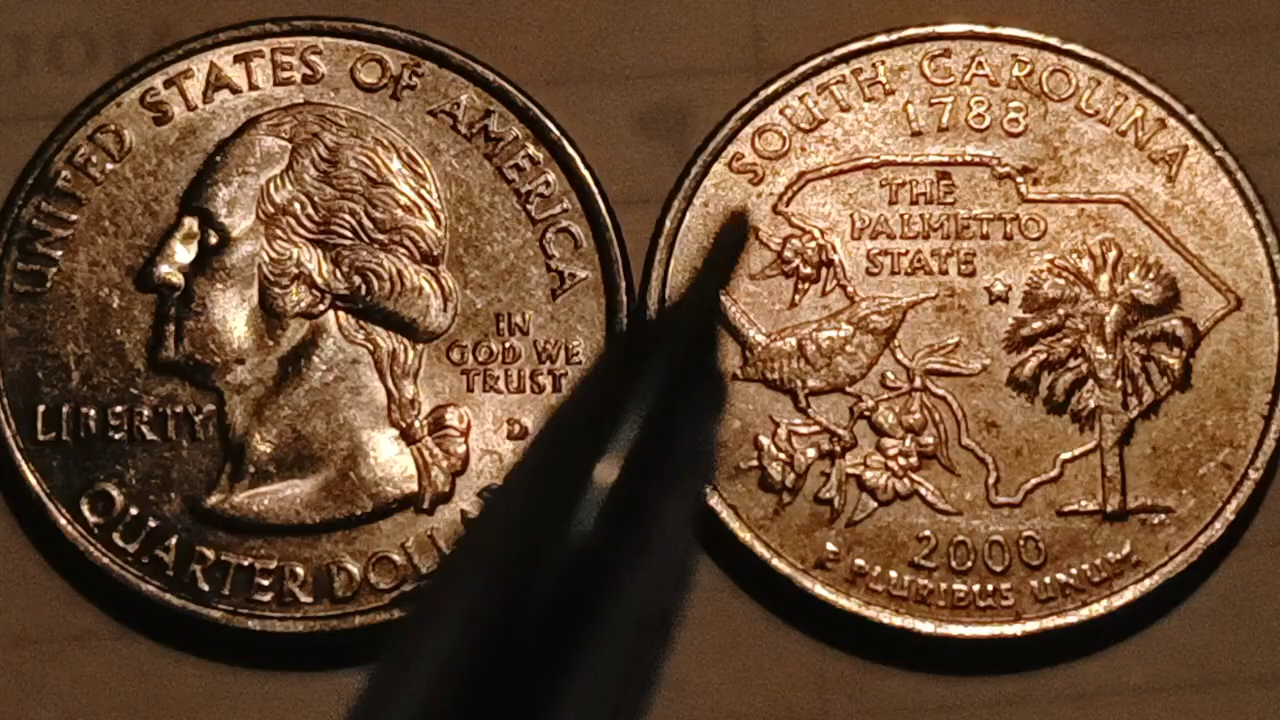 UNITED STATES OF AMERICA
IN
GOD WE
TRUST
LIBERTY
D
QUARTER
SOUTH CAROLINA
1788
THE
PALMETTO
STATE
2000
E PLURIBUS UNUM